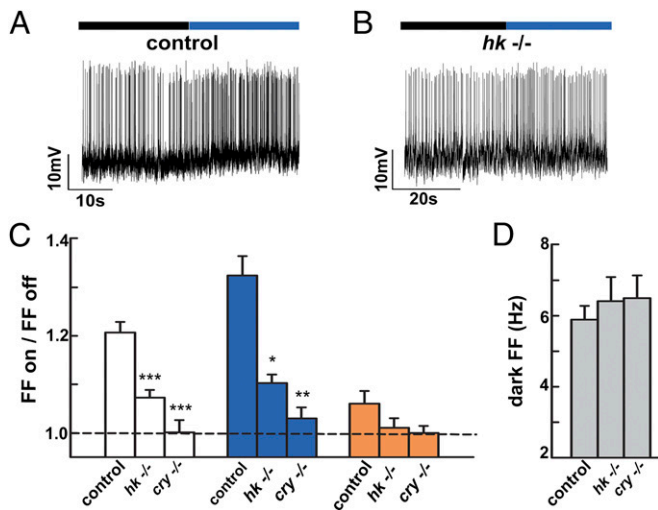 A
control
10mV
10s
B
hk -/-
10mV
20s
C
FF on / FF off
1.4
1.2
1.0
***
***
*
**
control
hk -/-
cry -/-
control
hk -/-
cry -/-
control
hk -/-
cry -/-
D
dark FF (Hz)
8
6
4
2
control
hk -/-
cry -/-